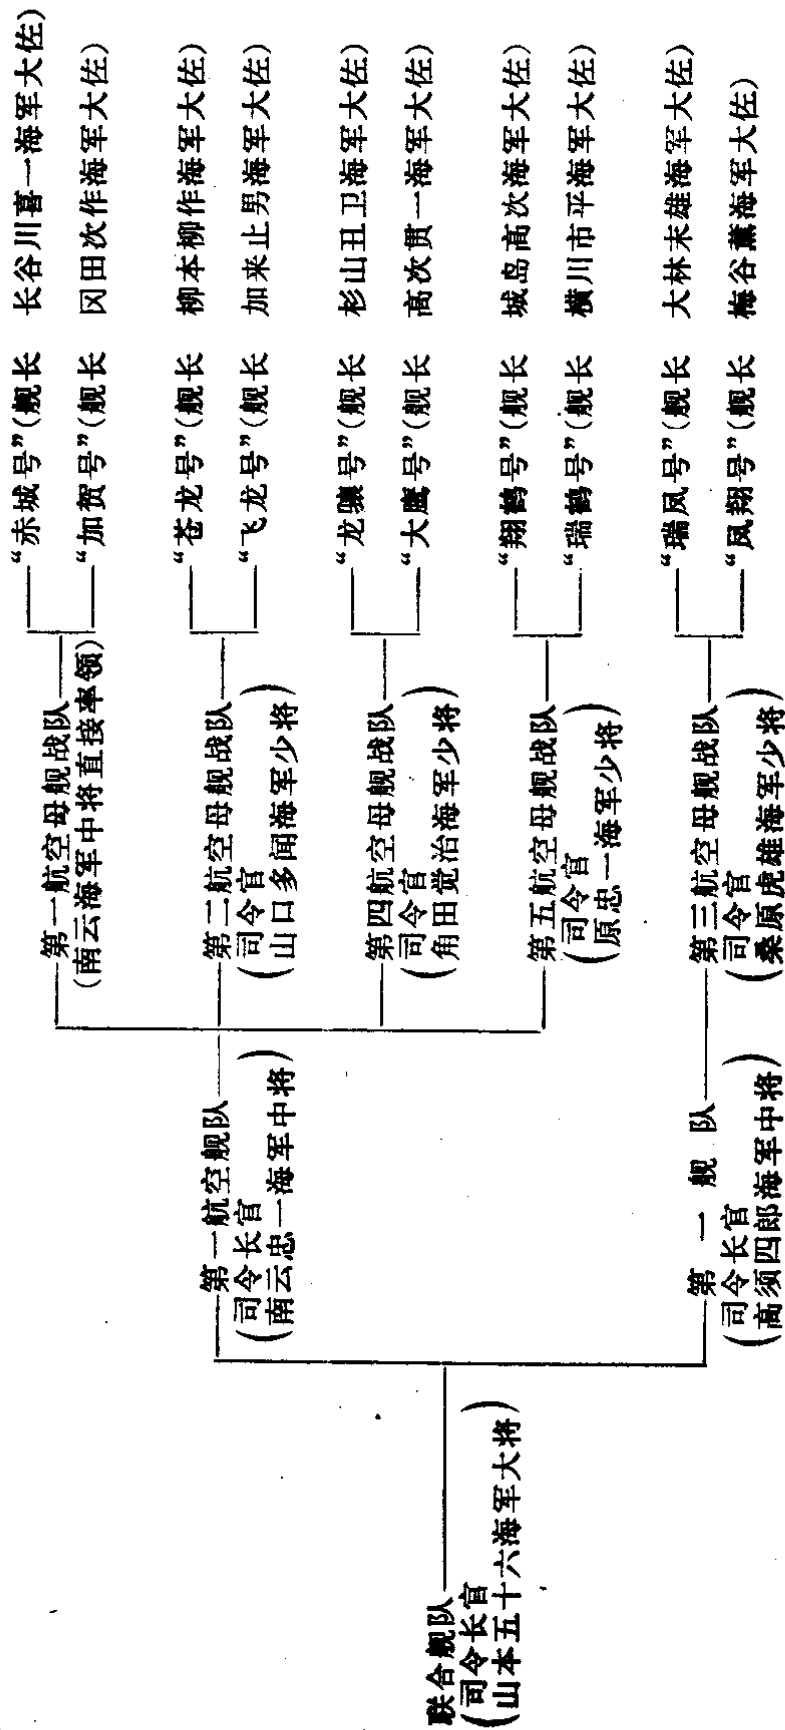 联合舰队
(司令长官
山本五十六海军大将)
第一航空舰队
(司令长官
南云忠一海军中将)
第一航空母舰战队
(南云海军中将直接率领)
“赤城号”(舰长 长谷川喜一海军大佐)
“加贺号”(舰长 冈田次作海军大佐)
第二航空母舰战队
(司令官
山口多闻海军少将)
“苍龙号”(舰长 柳本柳作海军大佐)
“飞龙号”(舰长 加来止男海军大佐)
第四航空母舰战队
(司令官
角田觉治海军少将)
“龙骧号”(舰长 杉山丑卫海军大佐)
“大鹰号”(舰长 高次贯一海军大佐)
第五航空母舰战队
(司令官
原忠一海军少将)
“翔鹤号”(舰长 城岛高次海军大佐)
“瑞鹤号”(舰长 横川市平海军大佐)
第一舰队
(司令长官
高须四郎海军中将)
第三航空母舰战队
(司令官
桑原虎雄海军少将)
“瑞凤号”(舰长 大林末雄海军大佐)
“凤翔号”(舰长 梅谷薰海军大佐)